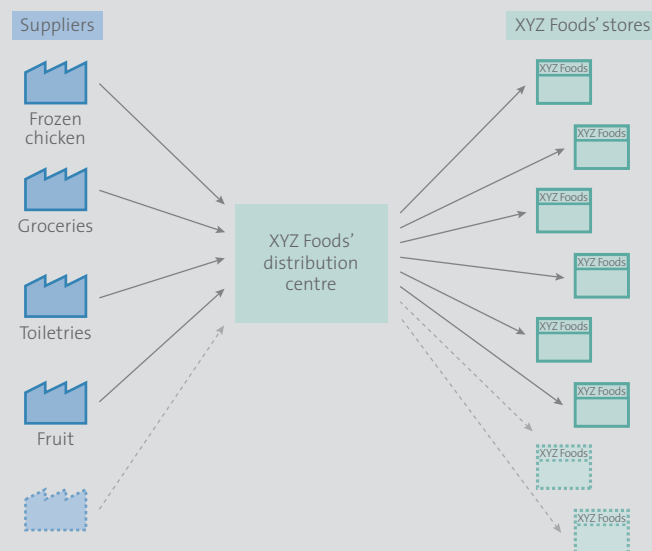 Suppliers
XYZ Foods' stores
Frozen
chicken
Groceries
Toiletries
Fruit
XYZ Foods'
distribution
centre
XYZ Foods
XYZ Foods
XYZ Foods
XYZ Foods
XYZ Foods
XYZ Foods
XYZ Foods
XYZ Foods